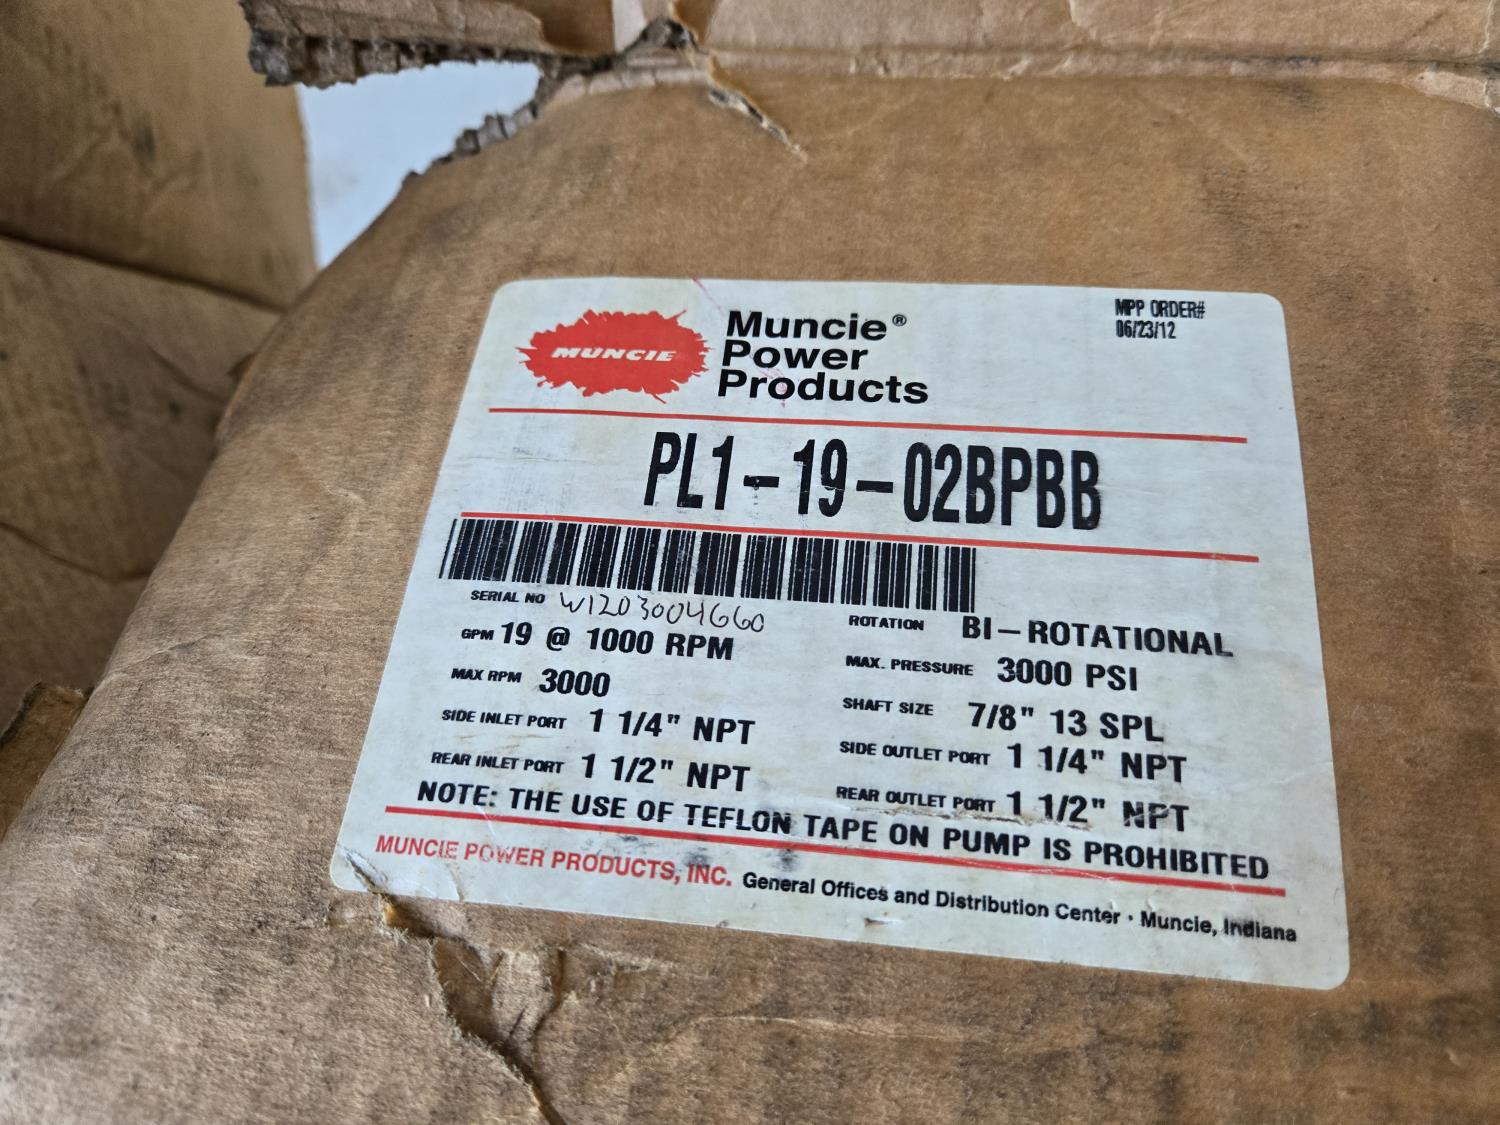 MUNCIE
Muncie®
Power
Products
MPP ORDER#
06/23/12
PL1-19-02BPBB
SERIAL NO W1203004660
ROTATION BI-ROTATIONAL
GPM 19 @ 1000 RPM
MAX. PRESSURE 3000 PSI
MAX RPM 3000
SHAFT SIZE 7/8" 13 SPL
SIDE INLET PORT 1 1/4" NPT
SIDE OUTLET PORT 1 1/4" NPT
REAR INLET PORT 1 1/2" NPT
REAR OUTLET PORT 1 1/2" NPT
NOTE: THE USE OF TEFLON TAPE ON PUMP IS PROHIBITED
MUNCIE POWER PRODUCTS, INC. General Offices and Distribution Center · Muncie, Indiana